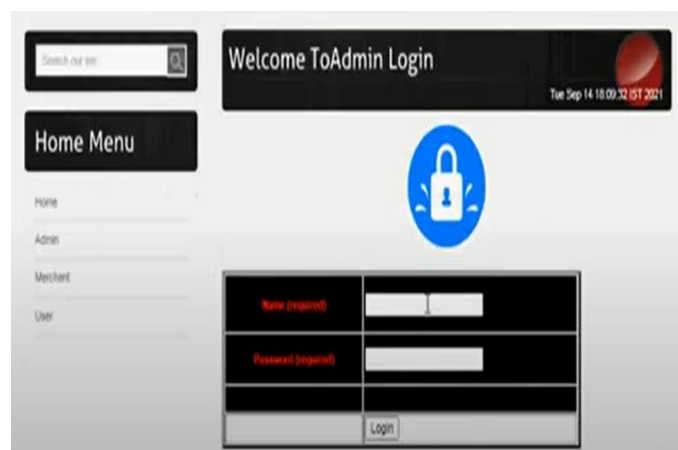 Search our site
Welcome ToAdmin Login
Tue Sep 14 18:09:32 IST 2021
Home Menu
Home
Admin
Merchant
User
Name (required)
Password (required)
Login